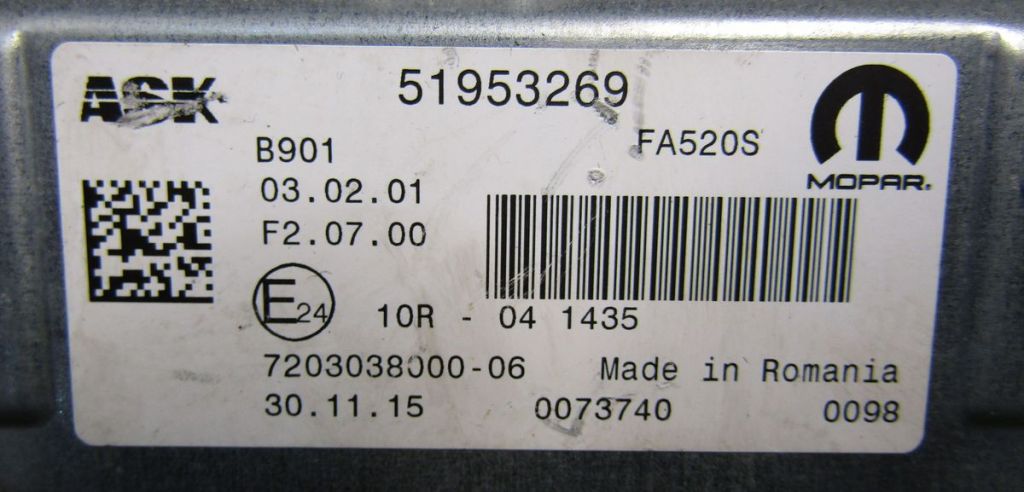 ASK
51953269
FA520S
MOPAR®
B901
03.02.01
F2.07.00
E24
10R - 04 1435
7203038000-06 Made in Romania
30.11.15 0073740 0098